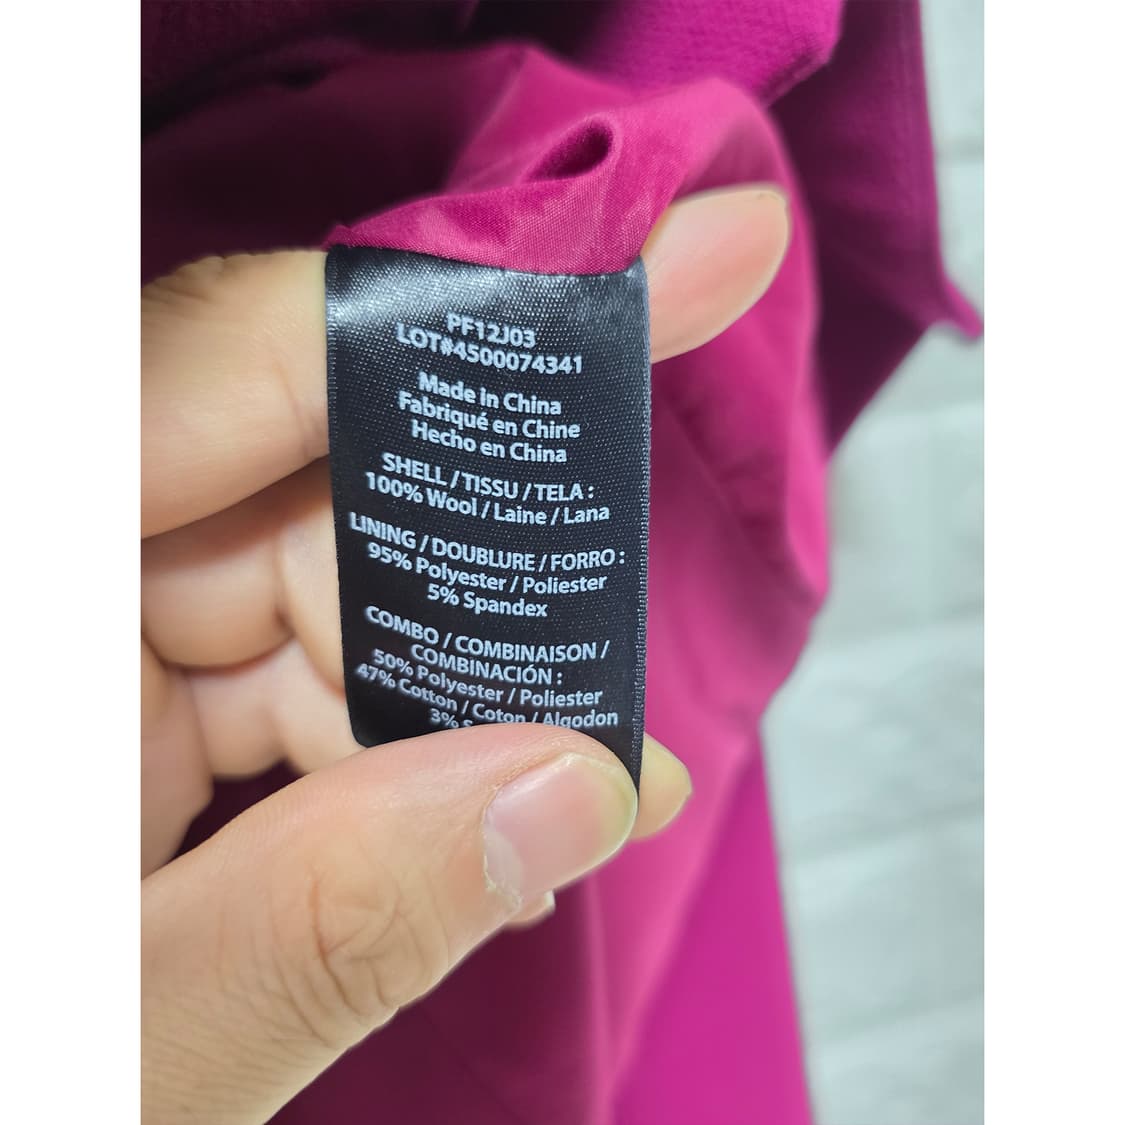 PF12J03
LOT#4500074341
Made in China
Fabriqué en Chine
Hecho en China
SHELL / TISSU / TELA :
100% Wool / Laine / Lana
LINING / DOUBLURE / FORRO :
95% Polyester / Poliester
5% Spandex
COMBO / COMBINAISON /
COMBINACIÓN :
50% Polyester / Poliester
47% Cotton / Coton / Algodon
3%